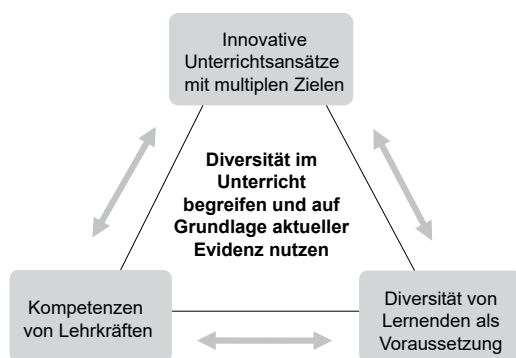 Innovative
Unterrichtsansätze
mit multiplen Zielen
Diversität im
Unterricht
begreifen und auf
Grundlage aktueller
Evidenz nutzen
Kompetenzen
von Lehrkräften
Diversität von
Lernenden als
Voraussetzung